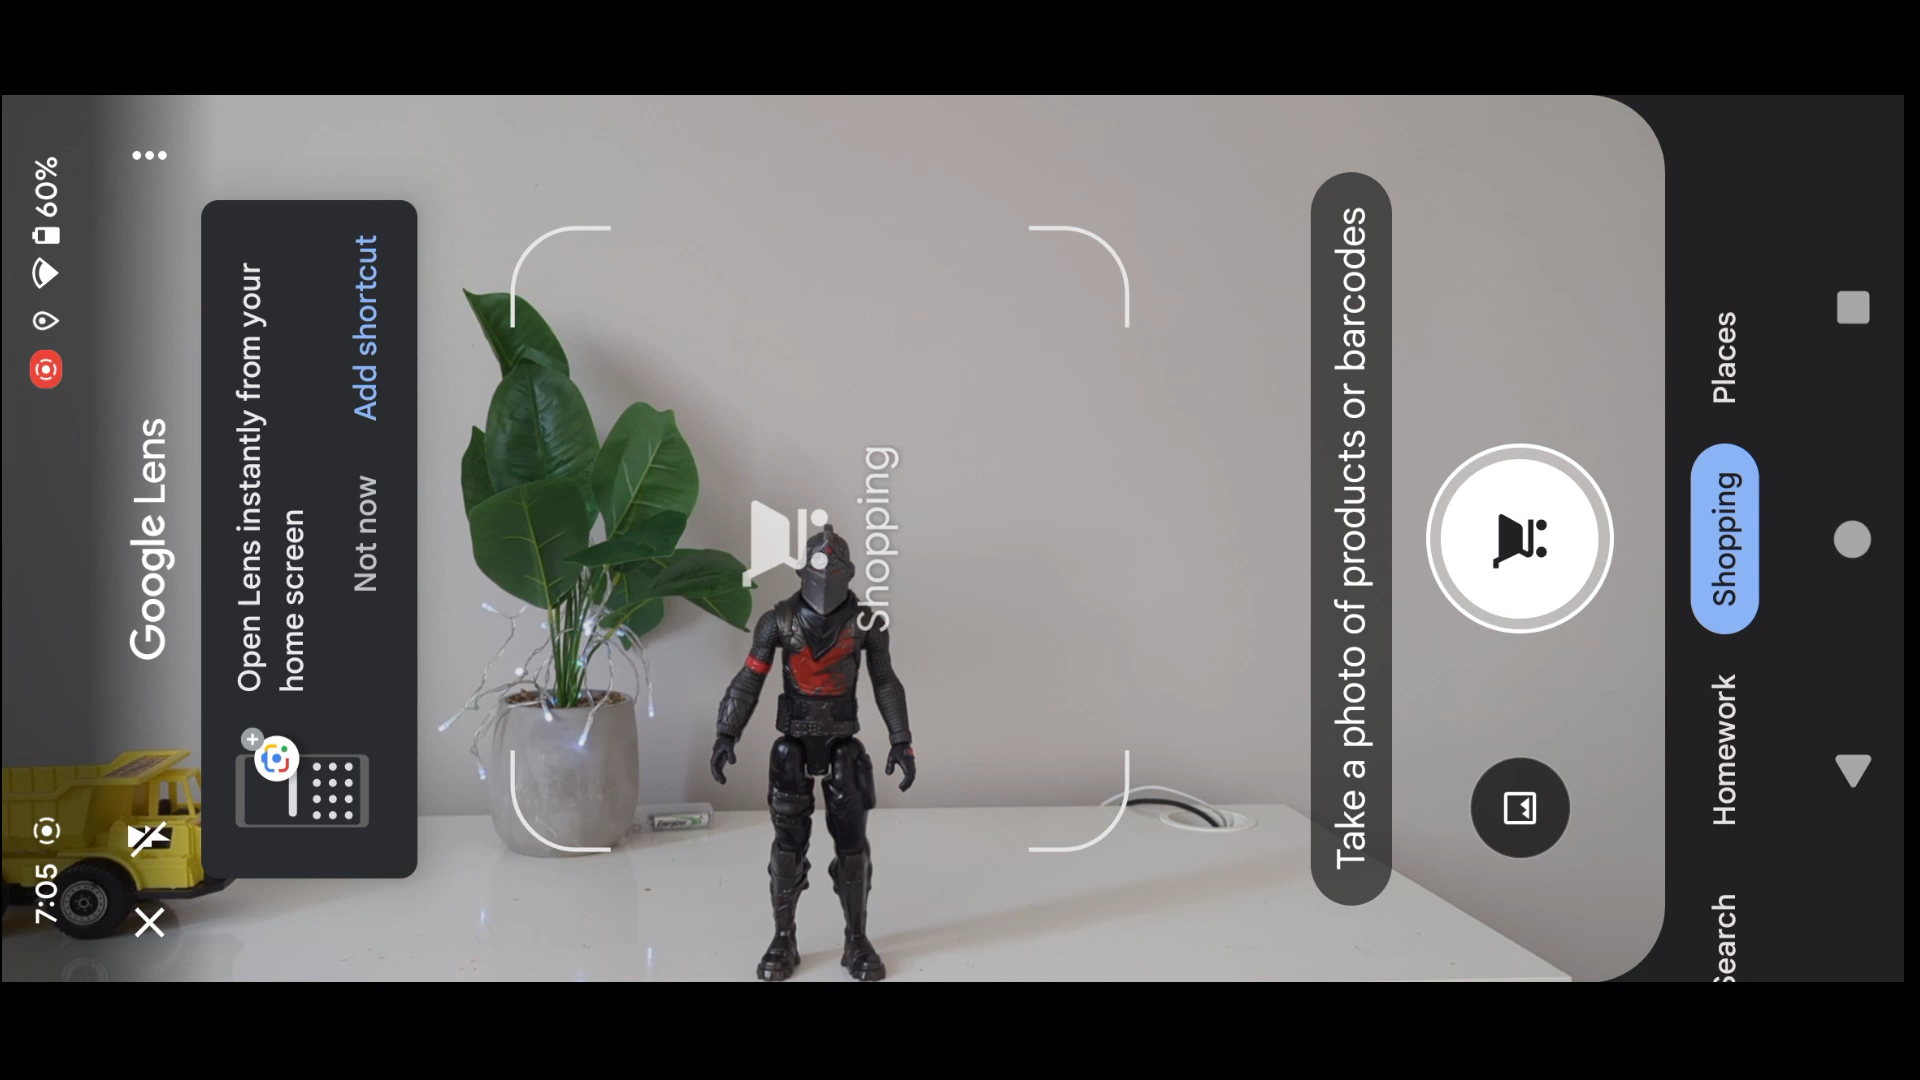 7:05
60%
Google Lens
Open Lens instantly from your
home screen
Not now
Add shortcut
Energizer
Shopping
Take a photo of products or barcodes
Search
Homework
Shopping
Places